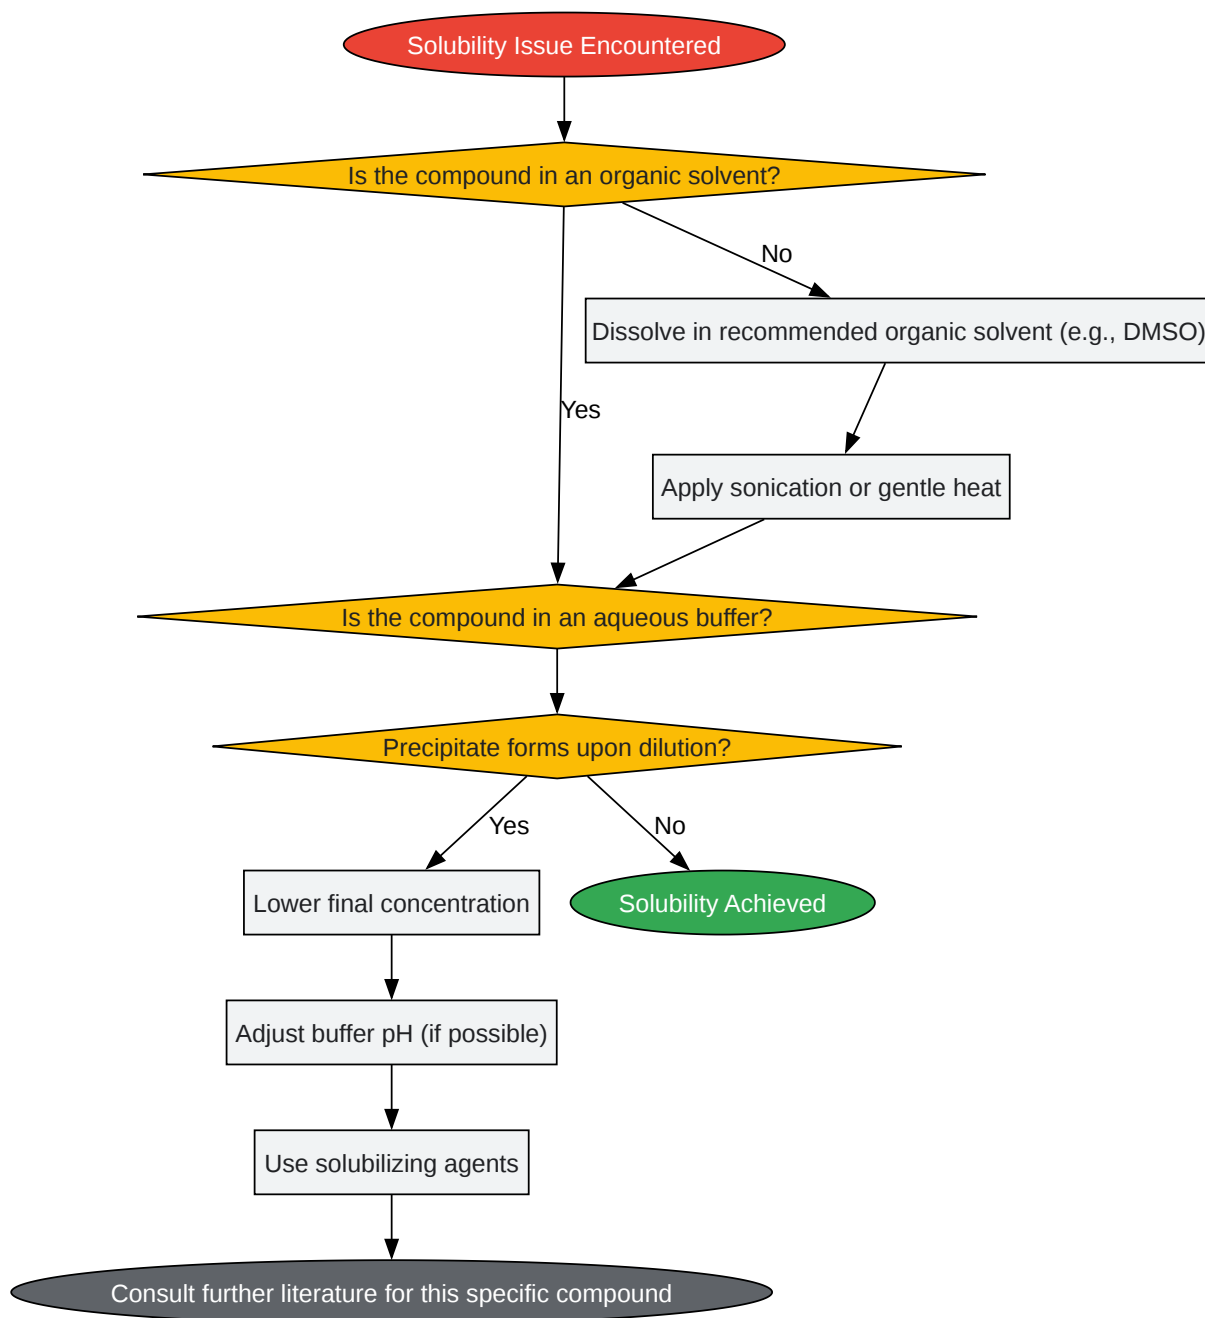 Solubility Issue Encountered
Is the compound in an organic solvent?
No
Dissolve in recommended organic solvent (e.g., DMSO)
Yes
Apply sonication or gentle heat
Is the compound in an aqueous buffer?
Precipitate forms upon dilution?
Yes
No
Lower final concentration
Solubility Achieved
Adjust buffer pH (if possible)
Use solubilizing agents
Consult further literature for this specific compound